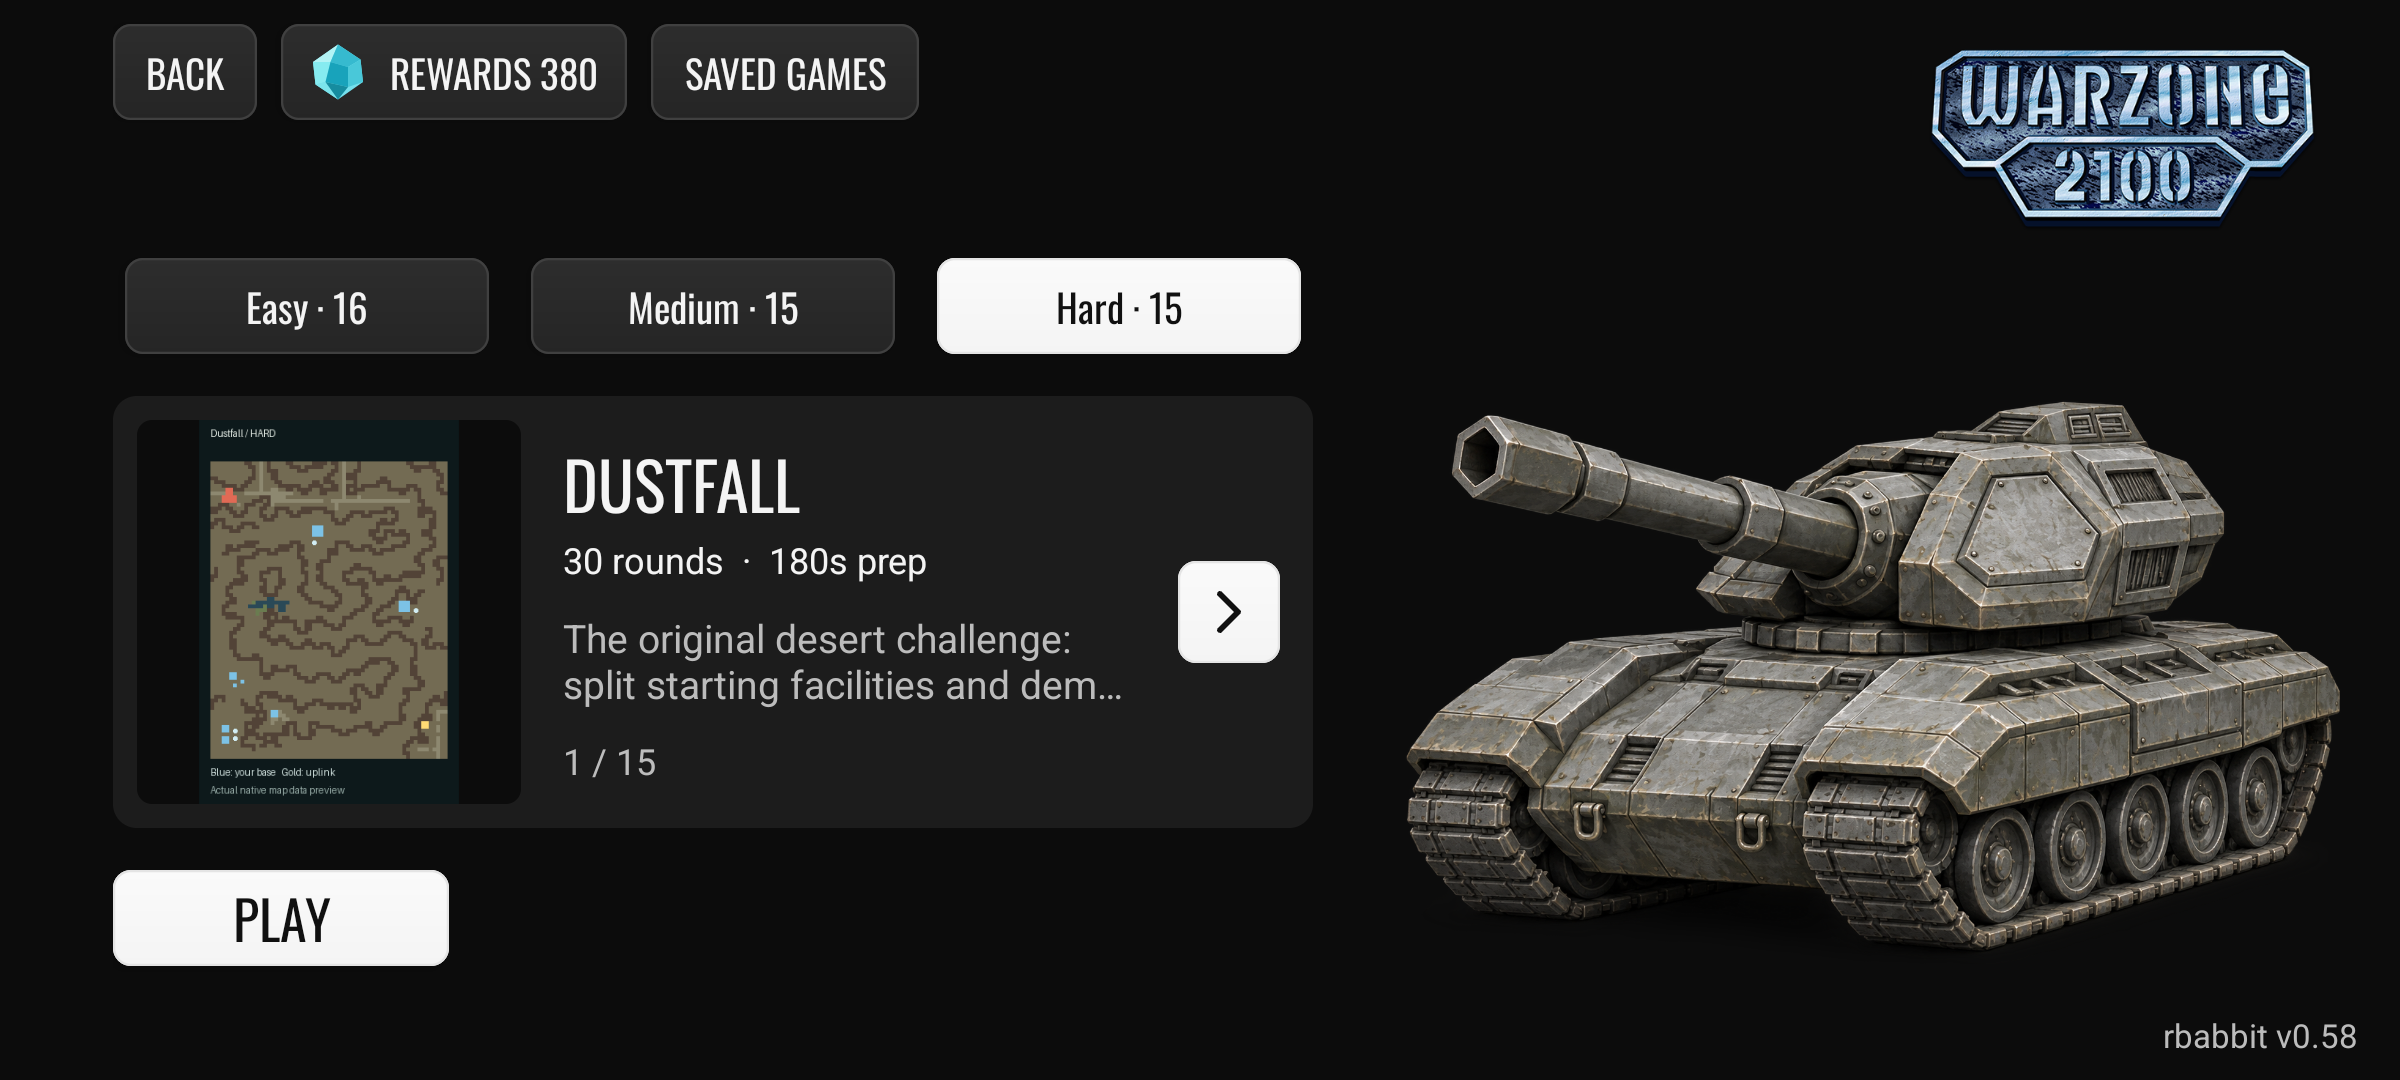 BACK
REWARDS 380
SAVED GAMES
WARZONE
2100
Easy · 16
Medium · 15
Hard · 15
Dustfall / HARD
Blue: your base Gold: uplink
Actual native map data preview
DUSTFALL
30 rounds · 180s prep
The original desert challenge:
split starting facilities and dem...
1 / 15
PLAY
rbabbit v0.58